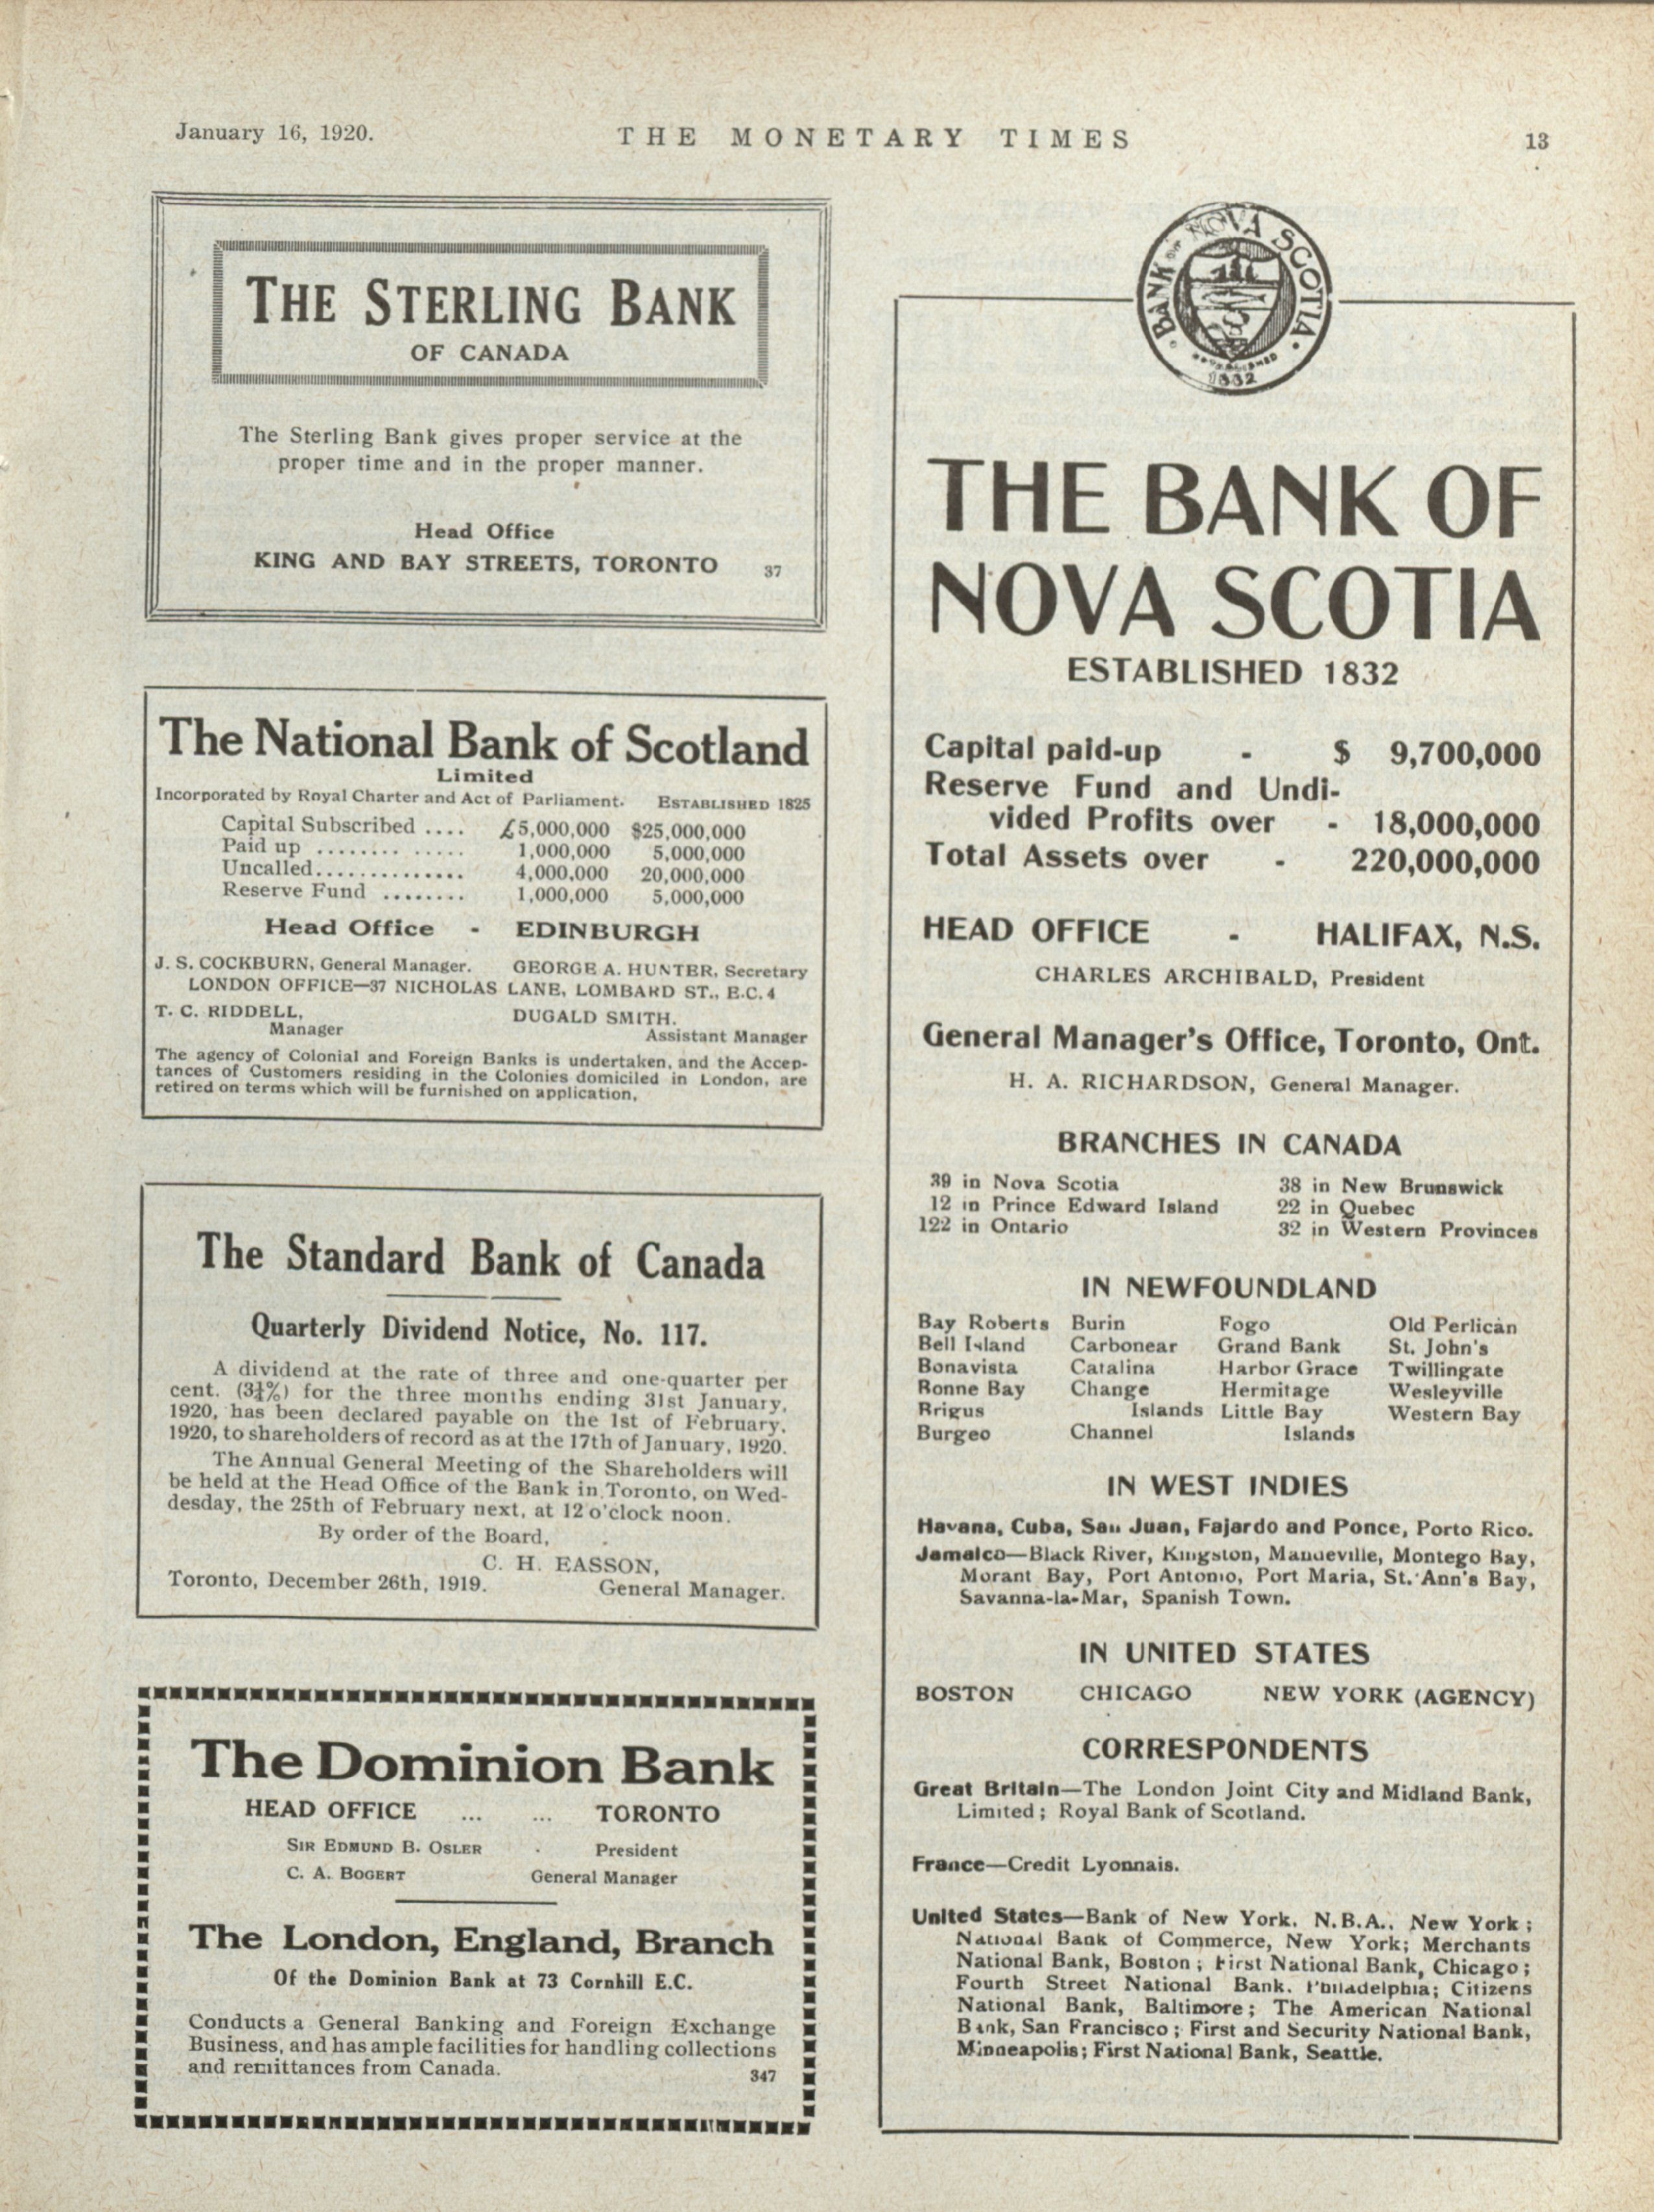 January 16, 1920.
THE MONETARY TIMES
13
THE STERLING BANK
OF CANADA
The Sterling Bank gives proper service at the
proper time and in the proper manner.
Head Office
KING AND BAY STREETS, TORONTO 37
The National Bank of Scotland
Limited
Incorporated by Royal Charter and Act of Parliament. ESTABLISHED 1825
Capital Subscribed .... £5,000,000 $25,000,000
Paid up ........ ..... 1,000,000 5,000,000
Uncalled.............. 4,000,000 20,000,000
Reserve Fund ........ 1,000,000 5,000,000
Head Office - EDINBURGH
J. S. COCKBURN, General Manager. GEORGE A. HUNTER, Secretary
LONDON OFFICE—37 NICHOLAS LANE, LOMBARD ST., E.C.4
T. C. RIDDELL, DUGALD SMITH.
Manager Assistant Manager
The agency of Colonial and Foreign Banks is undertaken, and the Accep-
tances of Customers residing in the Colonies domiciled in London, are
retired on terms which will be furnished on application.
The Standard Bank of Canada
Quarterly Dividend Notice, No. 117.
A dividend at the rate of three and one-quarter per
cent. (3¼%) for the three months ending 31st January,
1920, has been declared payable on the 1st of February,
1920, to shareholders of record as at the 17th of January, 1920.
The Annual General Meeting of the Shareholders will
be held at the Head Office of the Bank in Toronto, on Wed-
desday, the 25th of February next, at 12 o'clock noon.
By order of the Board,
C. H. EASSON,
Toronto, December 26th, 1919. General Manager.
The Dominion Bank
HEAD OFFICE ... ... TORONTO
SIR EDMUND B. OSLER - President
C. A. BOGERT General Manager
The London, England, Branch
Of the Dominion Bank at 73 Cornhill E.C.
Conducts a General Banking and Foreign Exchange
Business, and has ample facilities for handling collections
and remittances from Canada. 347
BANK OF NOVA SCOTIA
1832
THE BANK OF
NOVA SCOTIA
ESTABLISHED 1832
Capital paid-up - $ 9,700,000
Reserve Fund and Undi-
vided Profits over - 18,000,000
Total Assets over - 220,000,000
HEAD OFFICE - HALIFAX, N.S.
CHARLES ARCHIBALD, President
General Manager's Office, Toronto, Ont.
H. A. RICHARDSON, General Manager.
BRANCHES IN CANADA
39 in Nova Scotia 38 in New Brunswick
12 in Prince Edward Island 22 in Quebec
122 in Ontario 32 in Western Provinces
IN NEWFOUNDLAND
Bay Roberts Burin Fogo Old Perlican
Bell Island Carbonear Grand Bank St. John's
Bonavista Catalina Harbor Grace Twillingate
Bonne Bay Change Hermitage Wesleyville
Brigus Islands Little Bay Western Bay
Burgeo Channel Islands
IN WEST INDIES
Havana, Cuba, San Juan, Fajardo and Ponce, Porto Rico.
Jamaica—Black River, Kingston, Mandeville, Montego Bay,
Morant Bay, Port Antonio, Port Maria, St. Ann's Bay,
Savanna-la-Mar, Spanish Town.
IN UNITED STATES
BOSTON CHICAGO NEW YORK (AGENCY)
CORRESPONDENTS
Great Britain—The London Joint City and Midland Bank,
Limited; Royal Bank of Scotland.
France—Credit Lyonnais.
United States—Bank of New York, N.B.A., New York;
National Bank of Commerce, New York; Merchants
National Bank, Boston; First National Bank, Chicago;
Fourth Street National Bank, Philadelphia; Citizens
National Bank, Baltimore; The American National
Bank, San Francisco; First and Security National Bank,
Minneapolis; First National Bank, Seattle.